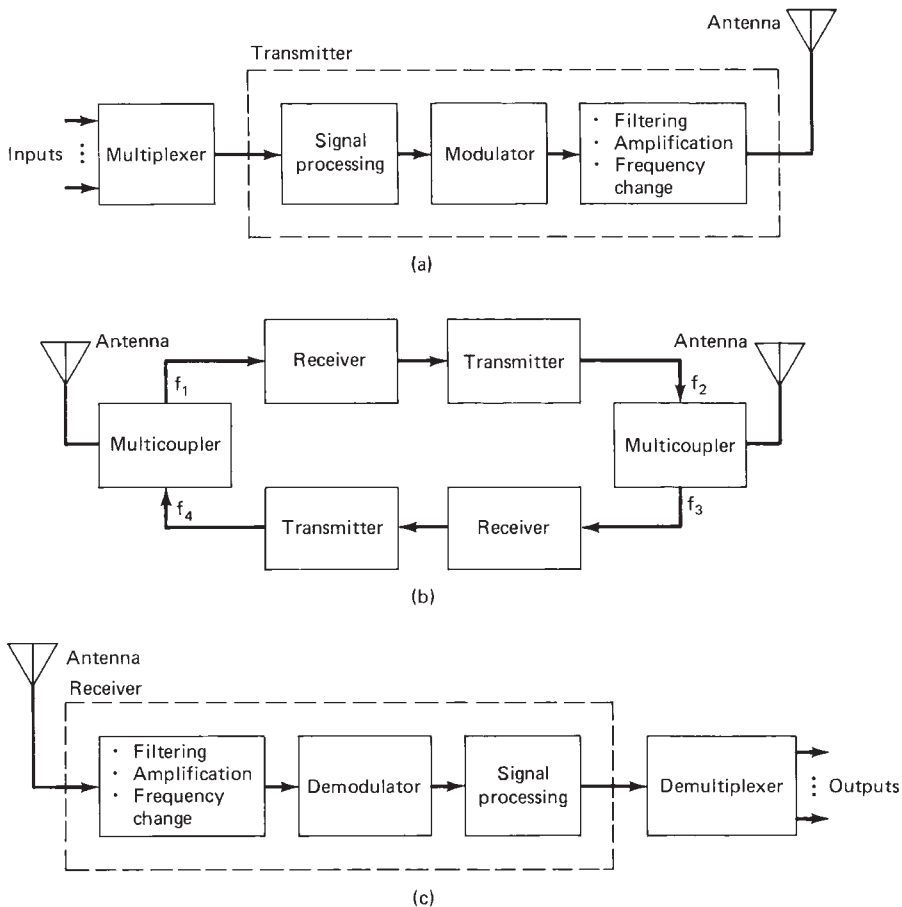 Antenna
Transmitter
Inputs
Multiplexer
Signal
processing
Modulator
· Filtering
· Amplification
· Frequency
change
(a)
Antenna
Receiver
Transmitter
Antenna
f1
f2
Multicoupler
Multicoupler
f4
f3
Transmitter
Receiver
(b)
Antenna
Receiver
· Filtering
· Amplification
· Frequency
change
Demodulator
Signal
processing
Demultiplexer
Outputs
(c)